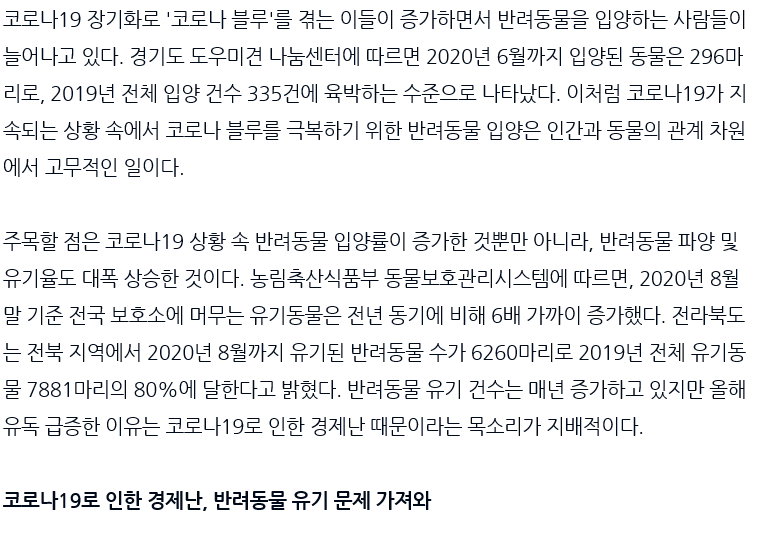 코로나19 장기화로 '코로나 블루'를 겪는 이들이 증가하면서 반려동물을 입양하는 사람들이
늘어나고 있다. 경기도 도우미견 나눔센터에 따르면 2020년 6월까지 입양된 동물은 296마
리로, 2019년 전체 입양 건수 335건에 육박하는 수준으로 나타났다. 이처럼 코로나19가 지
속되는 상황 속에서 코로나 블루를 극복하기 위한 반려동물 입양은 인간과 동물의 관계 차원
에서 고무적인 일이다.
주목할 점은 코로나19 상황 속 반려동물 입양률이 증가한 것뿐만 아니라, 반려동물 파양 및
유기율도 대폭 상승한 것이다. 농림축산식품부 동물보호관리시스템에 따르면, 2020년 8월
말 기준 전국 보호소에 머무는 유기동물은 전년 동기에 비해 6배 가까이 증가했다. 전라북도
는 전북 지역에서 2020년 8월까지 유기된 반려동물 수가 6260마리로 2019년 전체 유기동
물 7881마리의 80%에 달한다고 밝혔다. 반려동물 유기 건수는 매년 증가하고 있지만 올해
유독 급증한 이유는 코로나19로 인한 경제난 때문이라는 목소리가 지배적이다.
코로나19로 인한 경제난, 반려동물 유기 문제 가져와